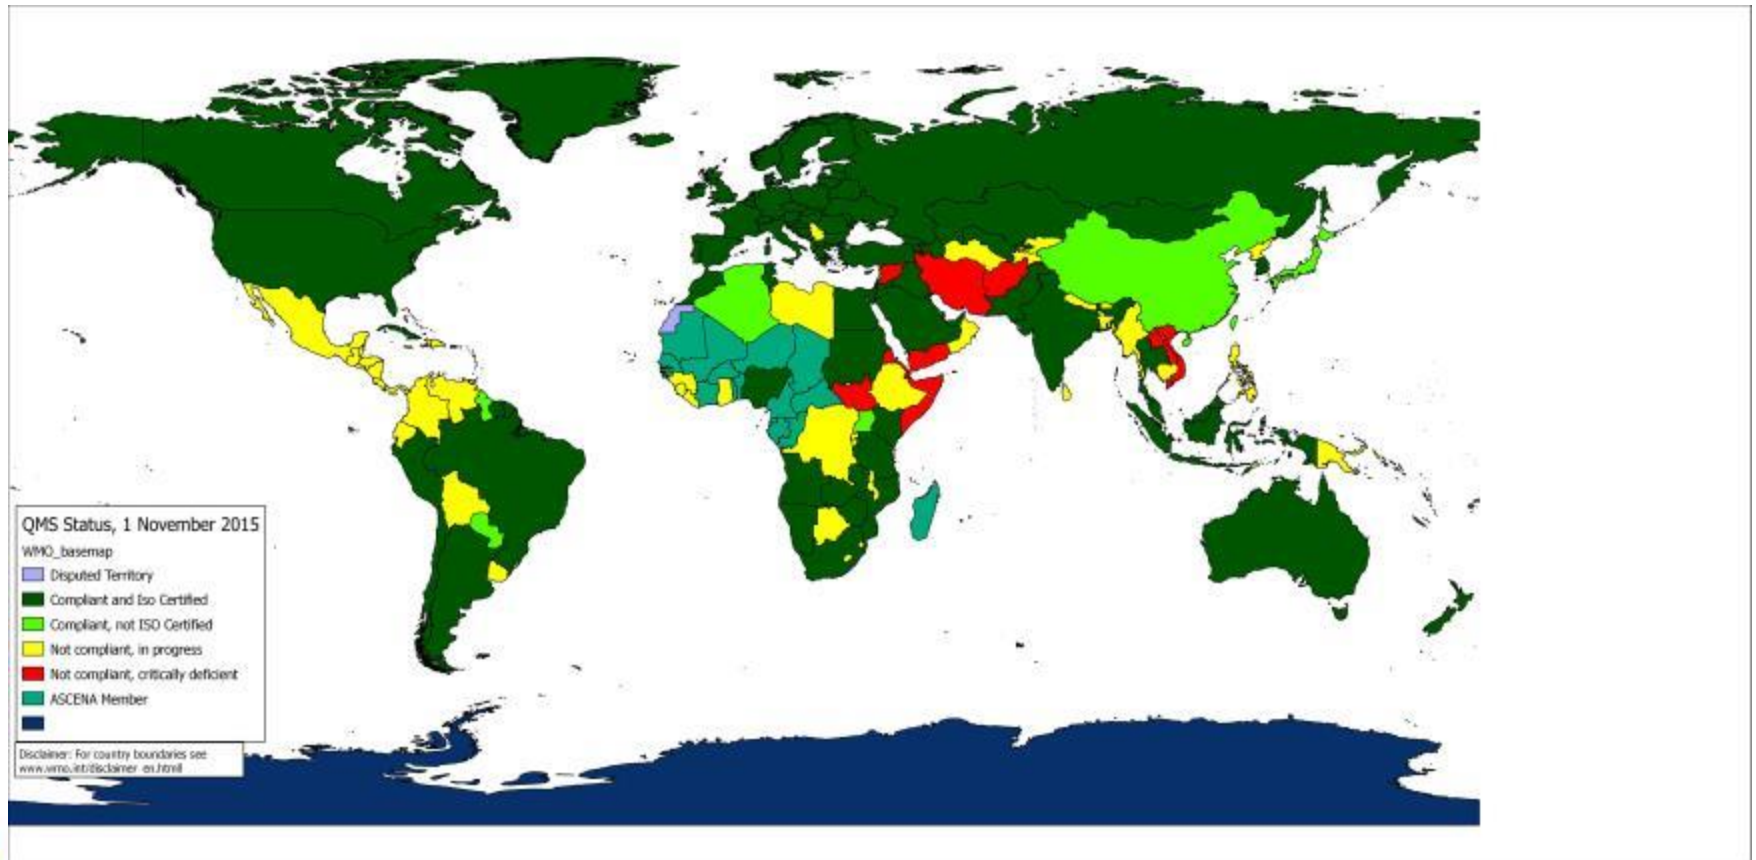 QMS Status, 1 November 2015
WMO_basemap
Disputed Territory
Compliant and Iso Certified
Compliant, not ISO Certified
Not compliant, in progress
Not compliant, critically deficient
ASCENA Member
Disclaimer: For country boundaries see
www.wmo.int/disclaimer_en.html